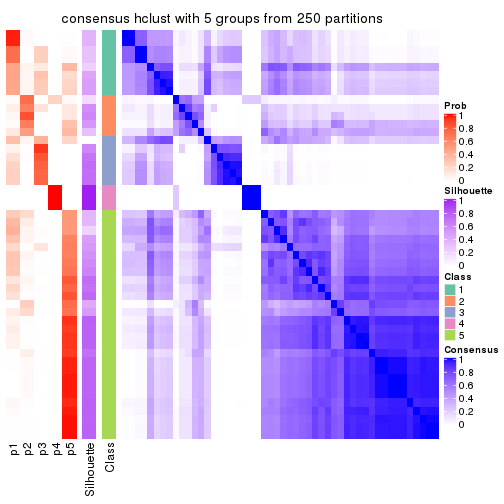 consensus hclust with 5 groups from 250 partitions
Prob
1
0.8
0.6
0.4
0.2
0
Silhouette
1
0.8
0.6
0.4
0.2
0
Class
1
2
3
4
5
Consensus
1
0.8
0.6
0.4
0.2
0
p1
p2
p3
p4
p5
Silhouette
Class